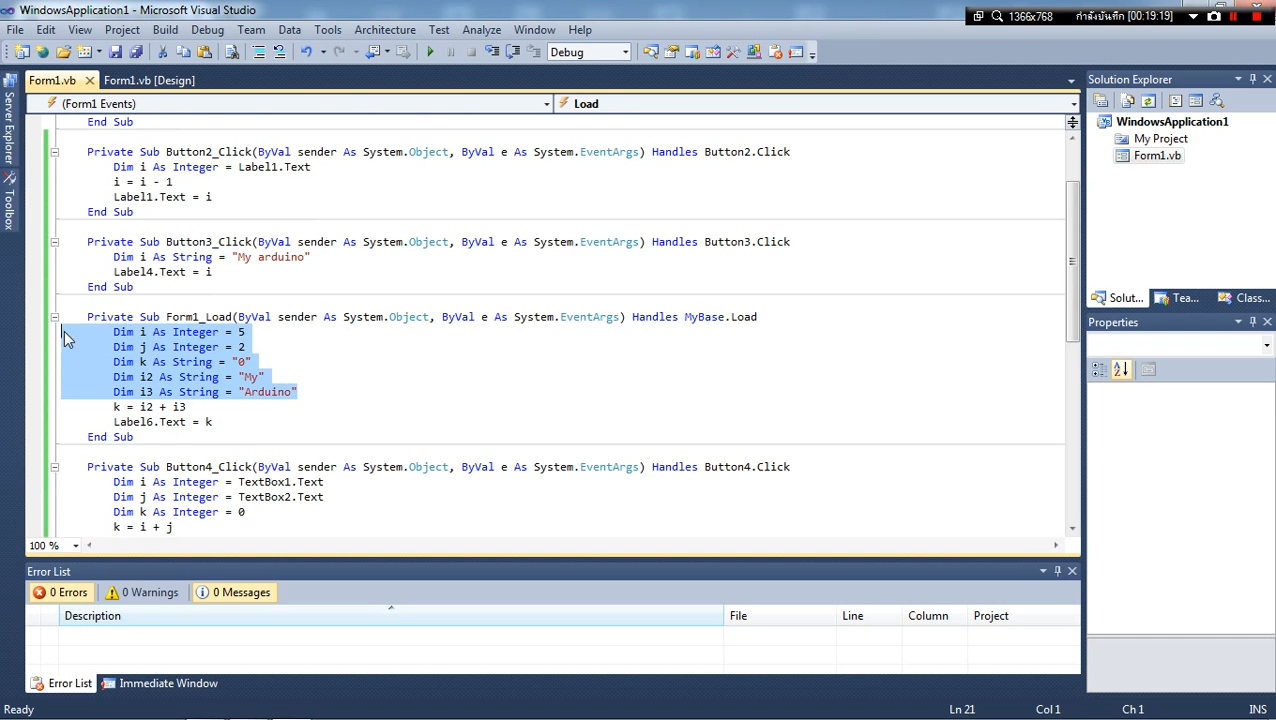 WindowsApplication1 - Microsoft Visual Studio
1366x768 กำลังบันทึก [00:19:19]
File Edit View Project Build Debug Team Data Tools Architecture Test Analyze Window Help
Debug
Form1.vb Form1.vb [Design]
(Form1 Events) Load
End Sub
Private Sub Button2_Click(ByVal sender As System.Object, ByVal e As System.EventArgs) Handles Button2.Click
Dim i As Integer = Label1.Text
i = i - 1
Label1.Text = i
End Sub
Private Sub Button3_Click(ByVal sender As System.Object, ByVal e As System.EventArgs) Handles Button3.Click
Dim i As String = "My arduino"
Label4.Text = i
End Sub
Private Sub Form1_Load(ByVal sender As System.Object, ByVal e As System.EventArgs) Handles MyBase.Load
Dim i As Integer = 5
Dim j As Integer = 2
Dim k As String = "0"
Dim i2 As String = "My"
Dim i3 As String = "Arduino"
k = i2 + i3
Label6.Text = k
End Sub
Private Sub Button4_Click(ByVal sender As System.Object, ByVal e As System.EventArgs) Handles Button4.Click
Dim i As Integer = TextBox1.Text
Dim j As Integer = TextBox2.Text
Dim k As Integer = 0
k = i + j
100 %
Error List
0 Errors 0 Warnings 0 Messages
Description File Line Column Project
Error List Immediate Window
Ready Ln 21 Col 1 Ch 1 INS
Server Explorer
Toolbox
Solution Explorer
WindowsApplication1
My Project
Form1.vb
Solut... Tea... Class...
Properties